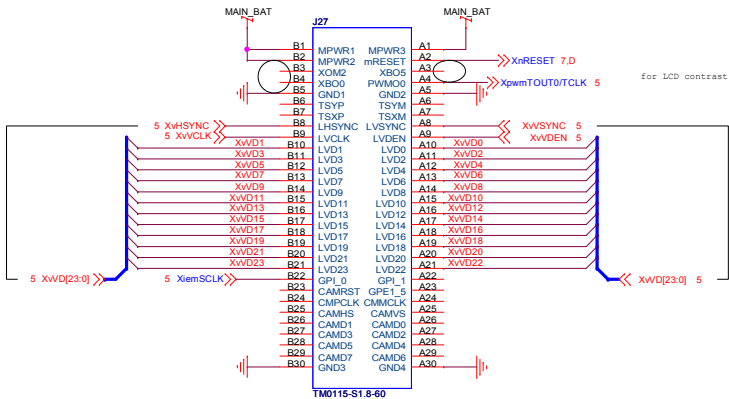 MAIN_BAT J27 MAIN_BAT
B1 MPWR1 MPWR3 A1
B2 MPWR2 mRESET A2 XnRESET 7,D
B3 XOM2 XBO5 A3
B4 XBO0 PWMO0 A4 XpwmTOUT0/TCLK 5 for LCD contrast
B5 GND1 GND2 A5
B6 TSYP TSYM A6
B7 TSXP TSXM A7
5 XvHSYNC B8 LHSYNC LVSYNC A8 XvVSYNC 5
5 XvVCLK B9 LVCLK LVDEN A9 XvVDEN 5
XvVD1 B10 LVD1 LVD0 A10 XvVD0
XvVD3 B11 LVD3 LVD2 A11 XvVD2
XvVD5 B12 LVD5 LVD4 A12 XvVD4
XvVD7 B13 LVD7 LVD6 A13 XvVD6
XvVD9 B14 LVD9 LVD8 A14 XvVD8
XvVD11 B15 LVD11 LVD10 A15 XvVD10
XvVD13 B16 LVD13 LVD12 A16 XvVD12
XvVD15 B17 LVD15 LVD14 A17 XvVD14
XvVD17 B18 LVD17 LVD16 A18 XvVD16
XvVD19 B19 LVD19 LVD18 A19 XvVD18
XvVD21 B20 LVD21 LVD20 A20 XvVD20
XvVD23 B21 LVD23 LVD22 A21 XvVD22
5 XvVD[23:0] 5 XiemSCLK B22 GPI_0 GPI_1 A22 XvVD[23:0] 5
B23 CAMRST GPE1_5 A23
B24 CMPCLK CMMCLK A24
B25 CAMHS CAMVS A25
B26 CAMD1 CAMD0 A26
B27 CAMD3 CAMD2 A27
B28 CAMD5 CAMD4 A28
B29 CAMD7 CAMD6 A29
B30 GND3 GND4 A30
TM0115-S1.8-60